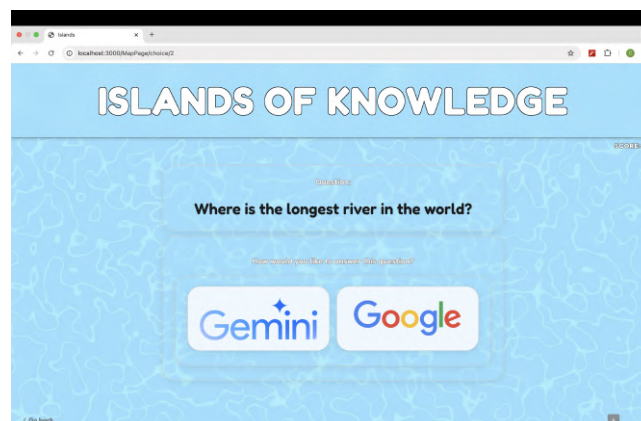 Islands
localhost:3000/MapPage/choice/2
ISLANDS OF KNOWLEDGE
SCORE:
Question:
Where is the longest river in the world?
How would you like to answer this question?
Gemini
Google
Go back